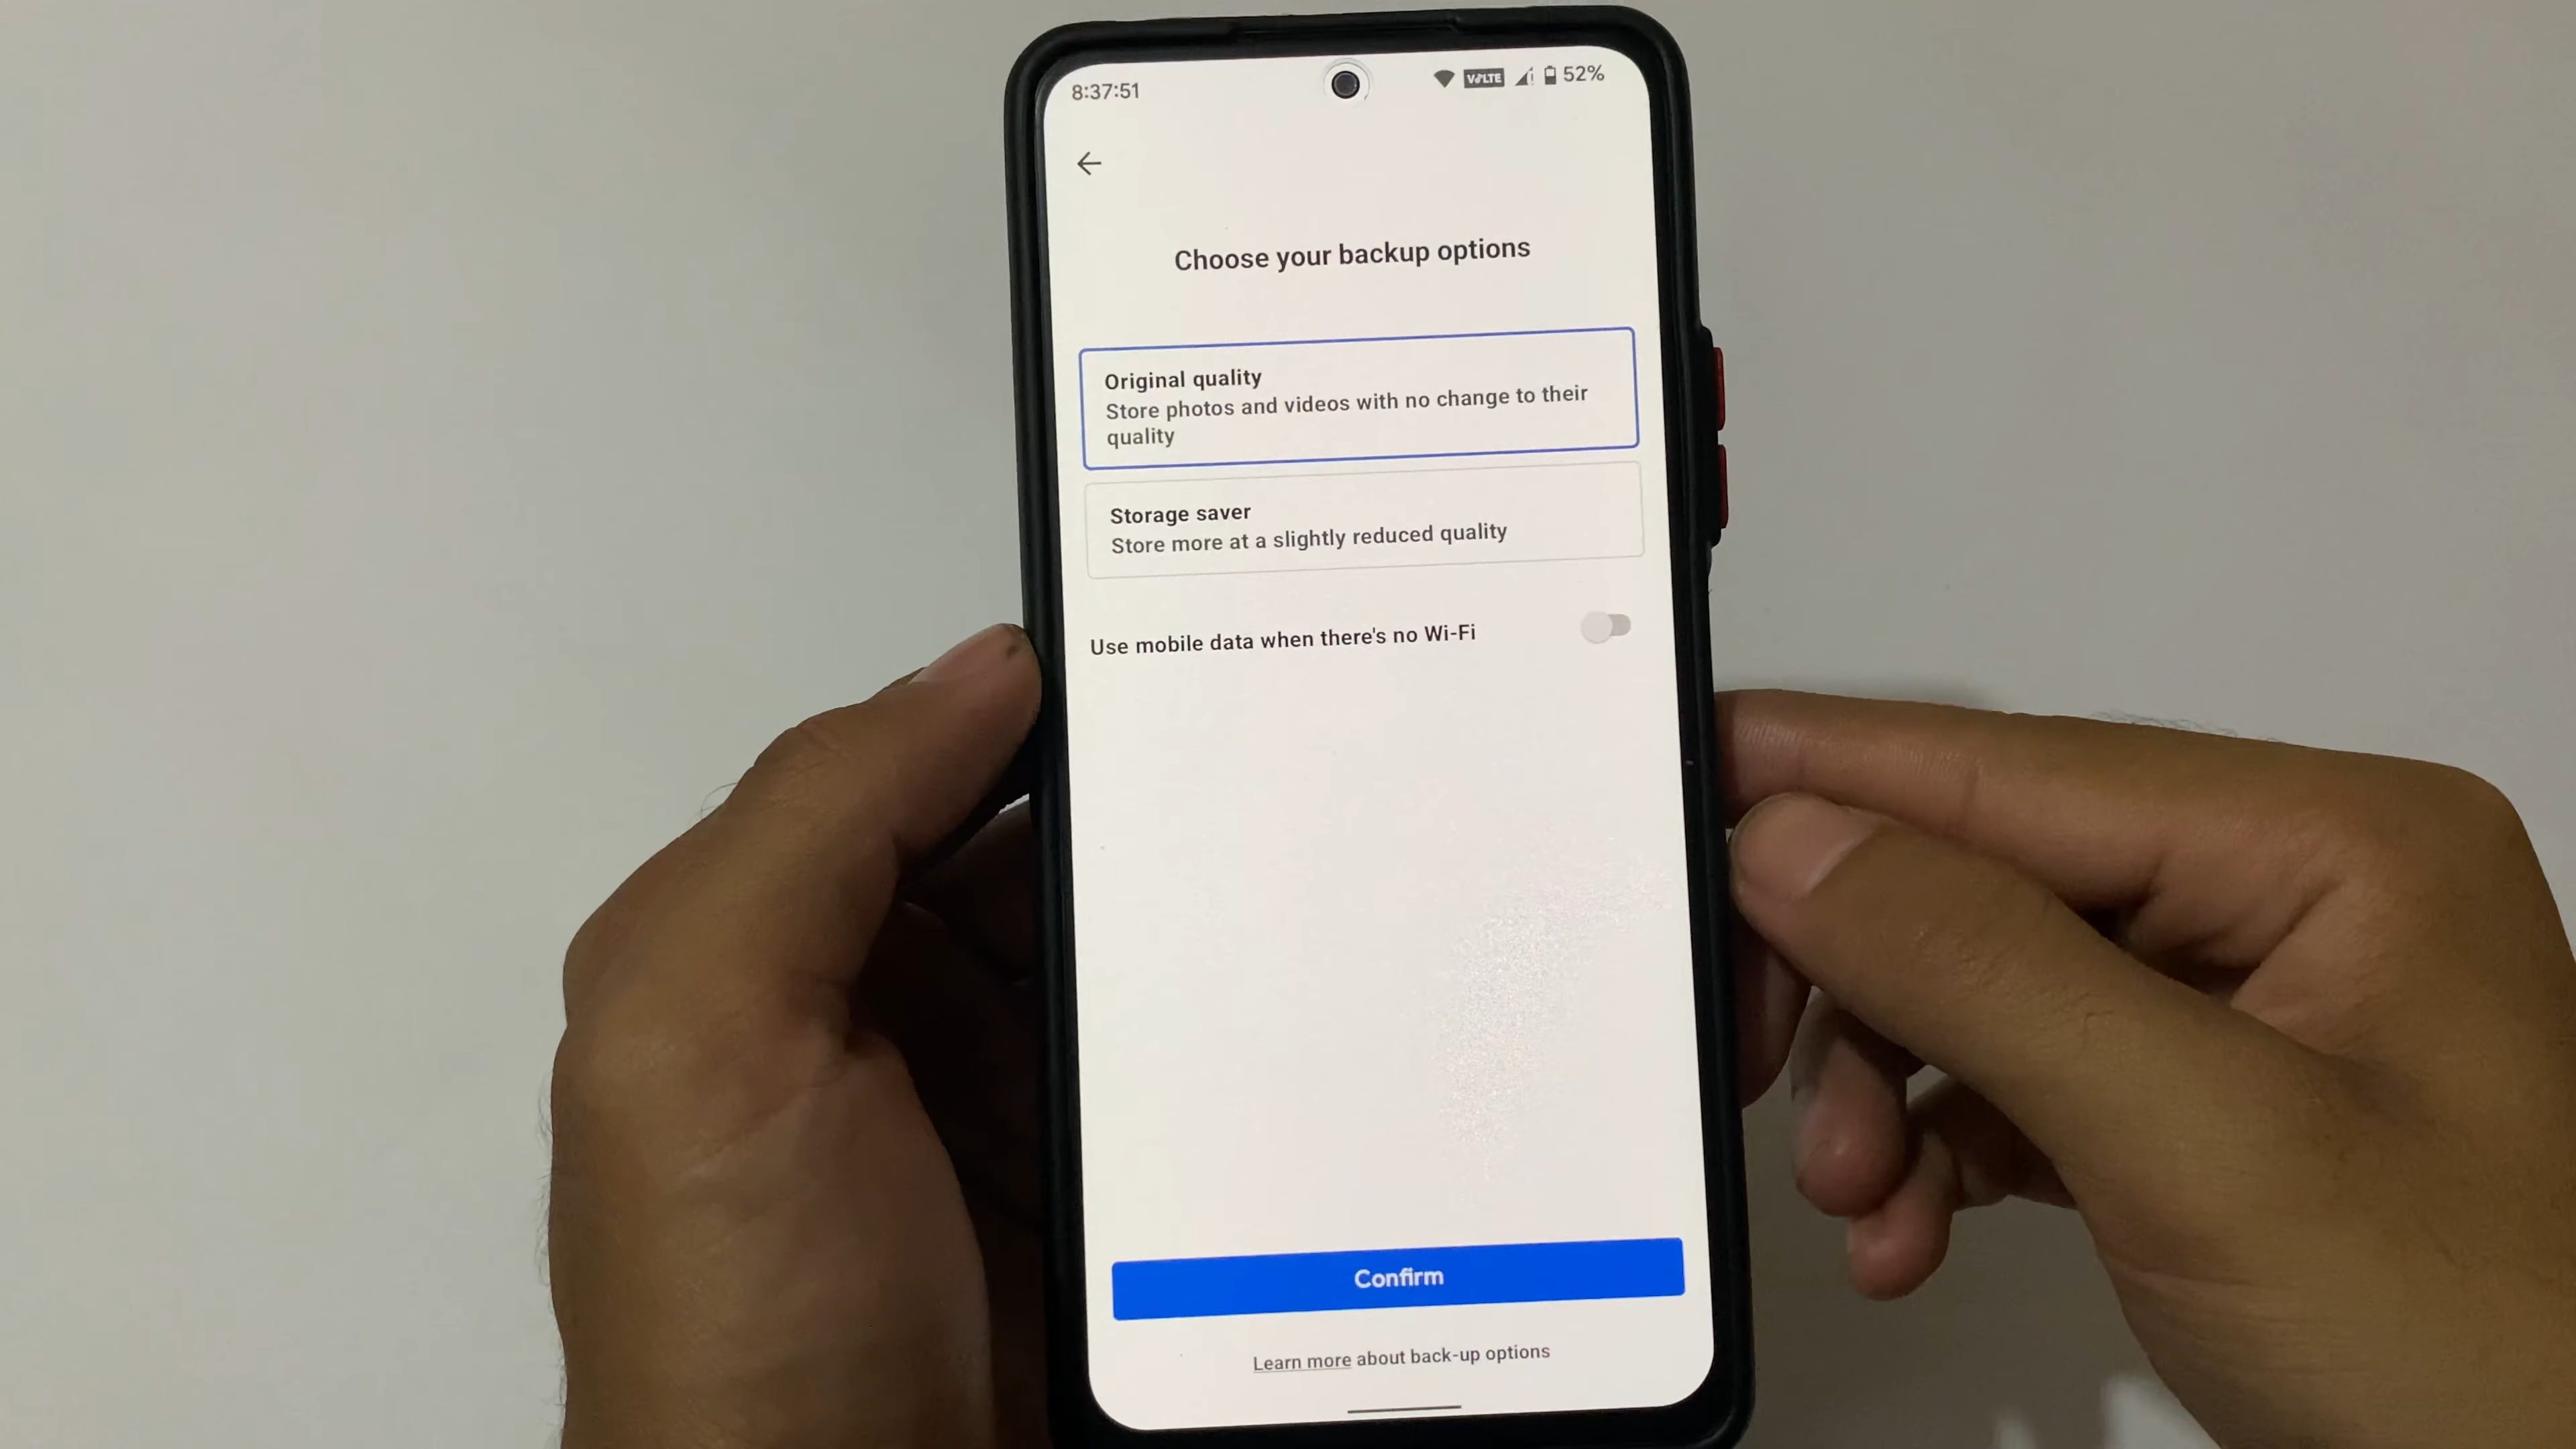 8:37:51 VoLTE 52%
Choose your backup options
Original quality
Store photos and videos with no change to their
quality
Storage saver
Store more at a slightly reduced quality
Use mobile data when there's no Wi-Fi
Confirm
Learn more about back-up options